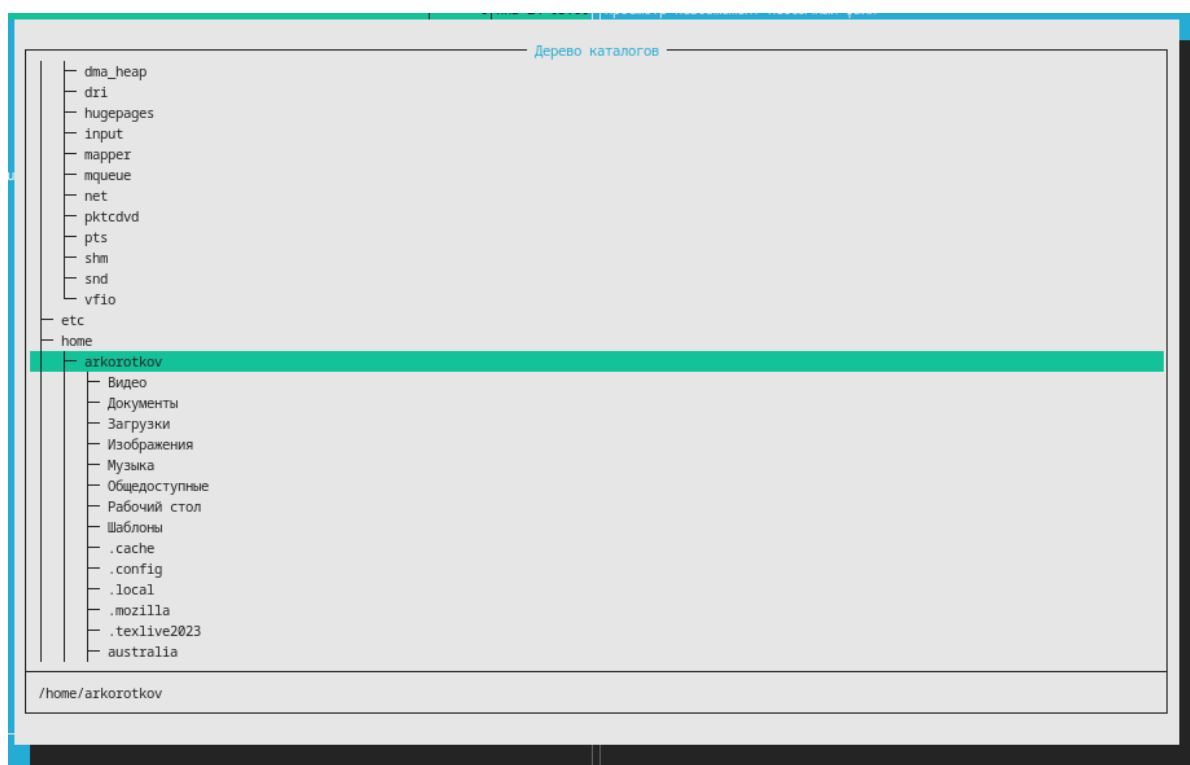 Дерево каталогов
dma_heap
dri
hugepages
input
mapper
mqueue
net
pktcdvd
pts
shm
snd
vfio
etc
home
arkorotkov
Видео
Документы
Загрузки
Изображения
Музыка
Общедоступные
Рабочий стол
Шаблоны
.cache
.config
.local
.mozilla
.texlive2023
australia
/home/arkorotkov